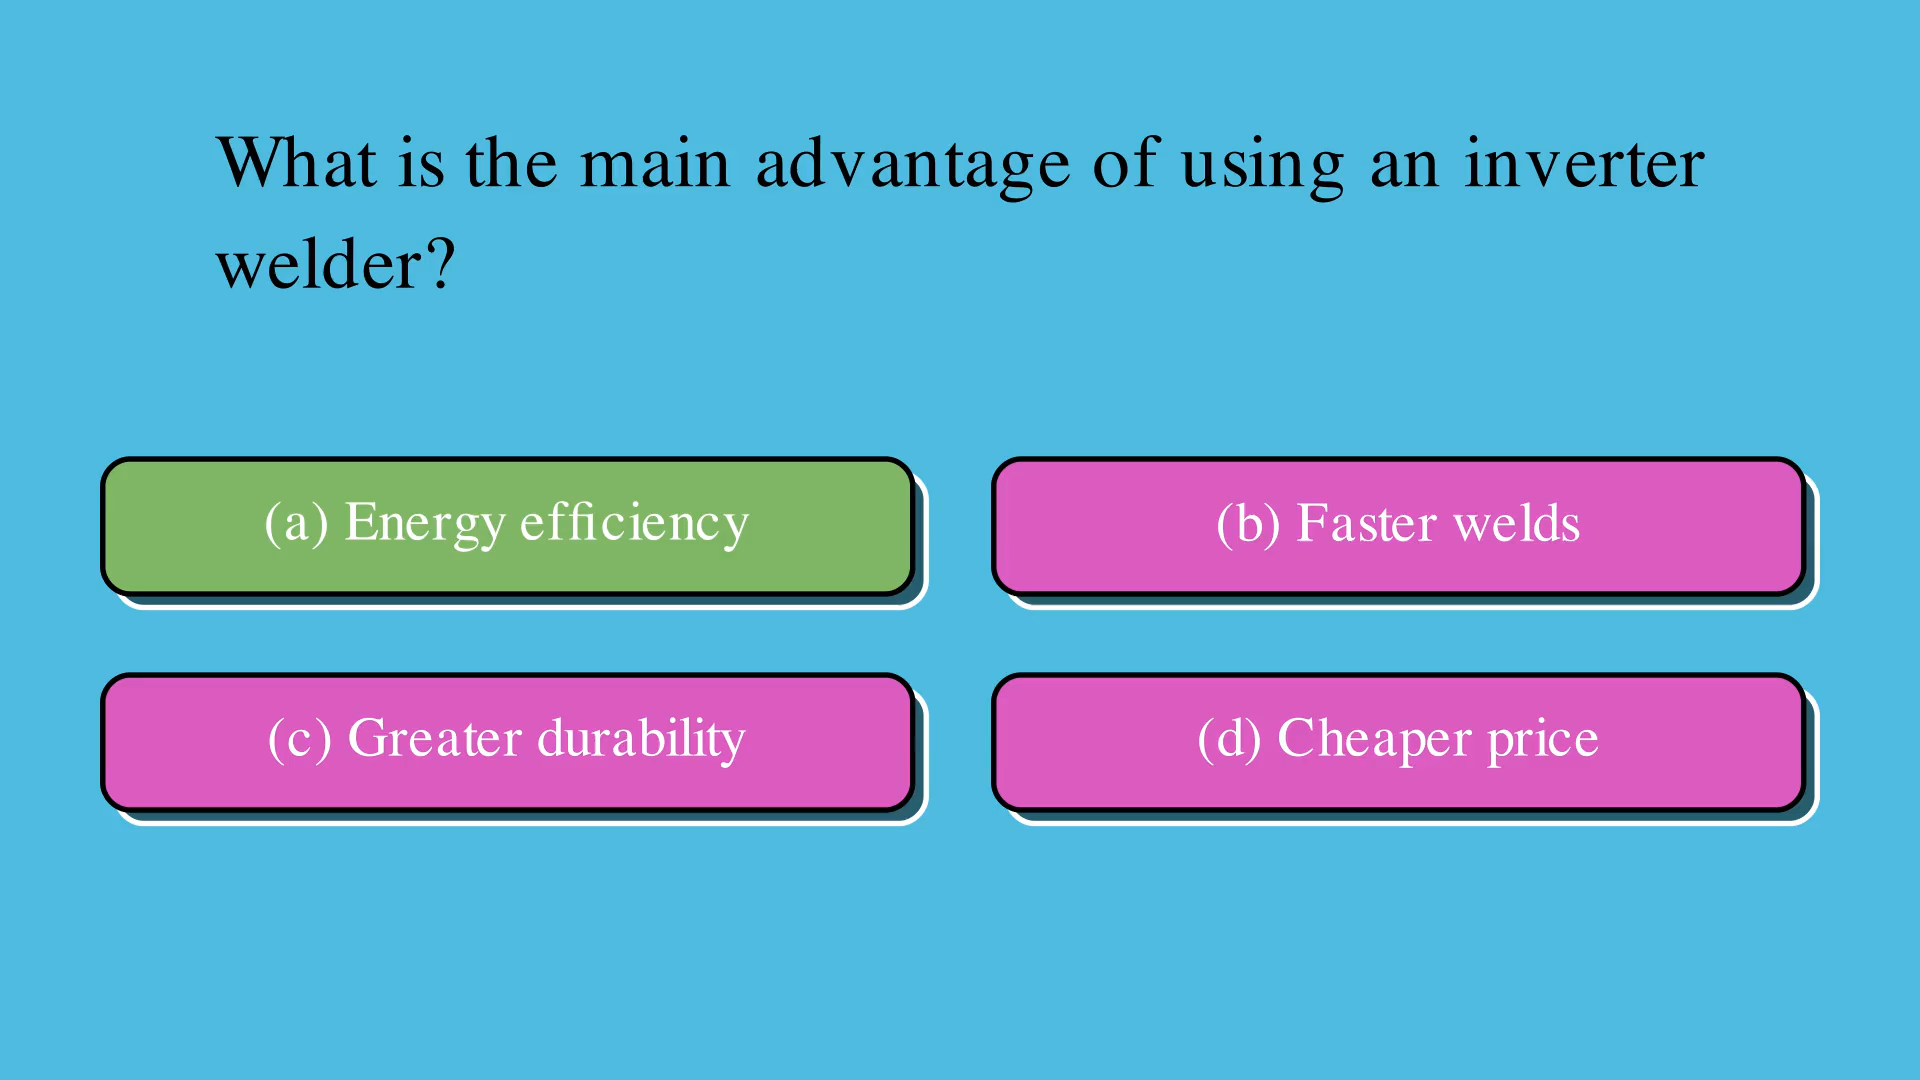 What is the main advantage of using an inverter
welder?
(a) Energy efficiency
(b) Faster welds
(c) Greater durability
(d) Cheaper price